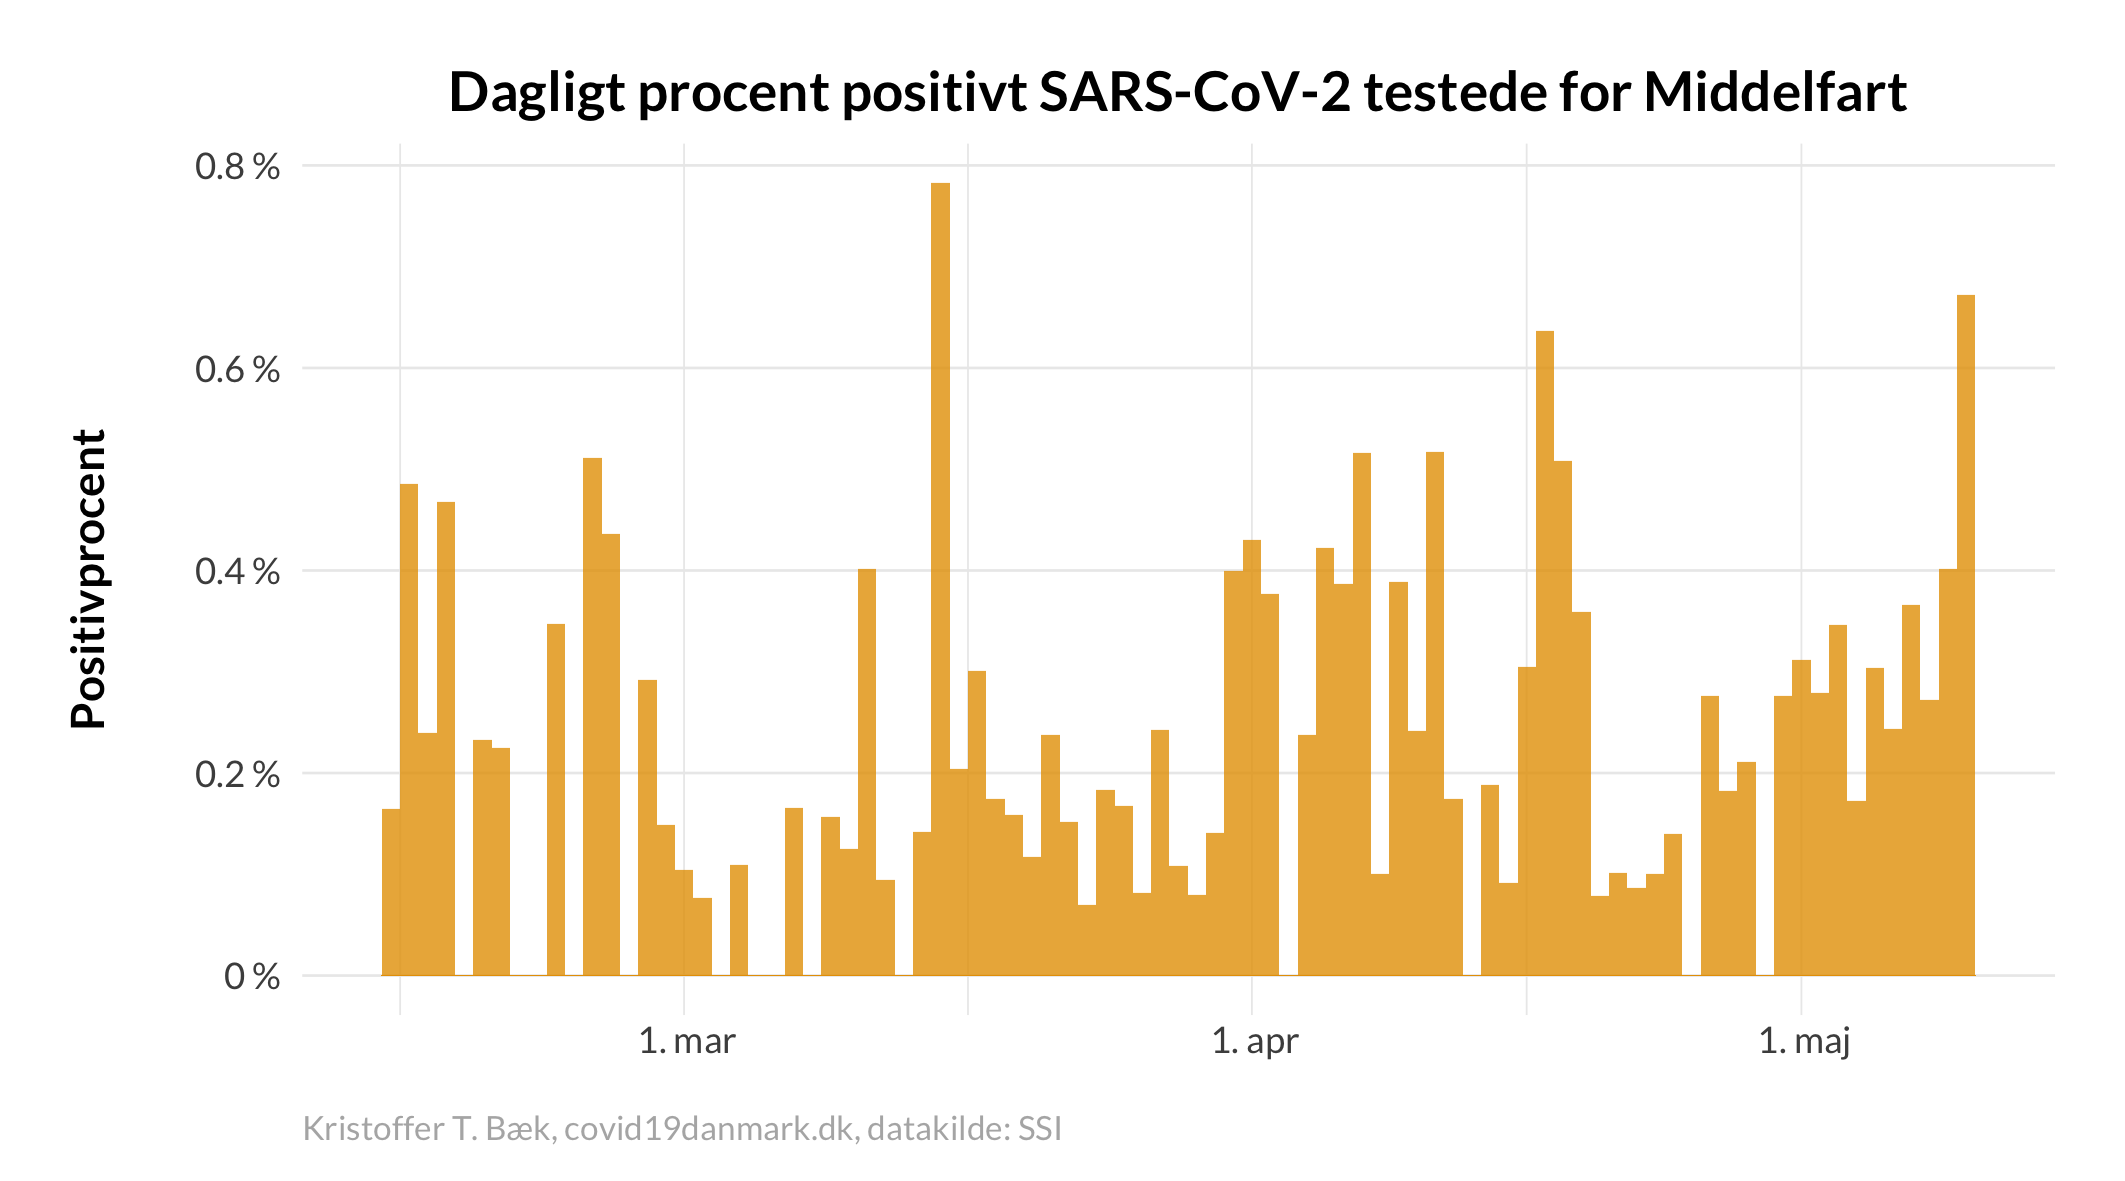 Dagligt procent positivt SARS-CoV-2 testede for Middelfart
Positivprocent
0.8 %
0.6 %
0.4 %
0.2 %
0 %
1. mar
1. apr
1. maj
Kristoffer T. Bæk, covid19danmark.dk, datakilde: SSI